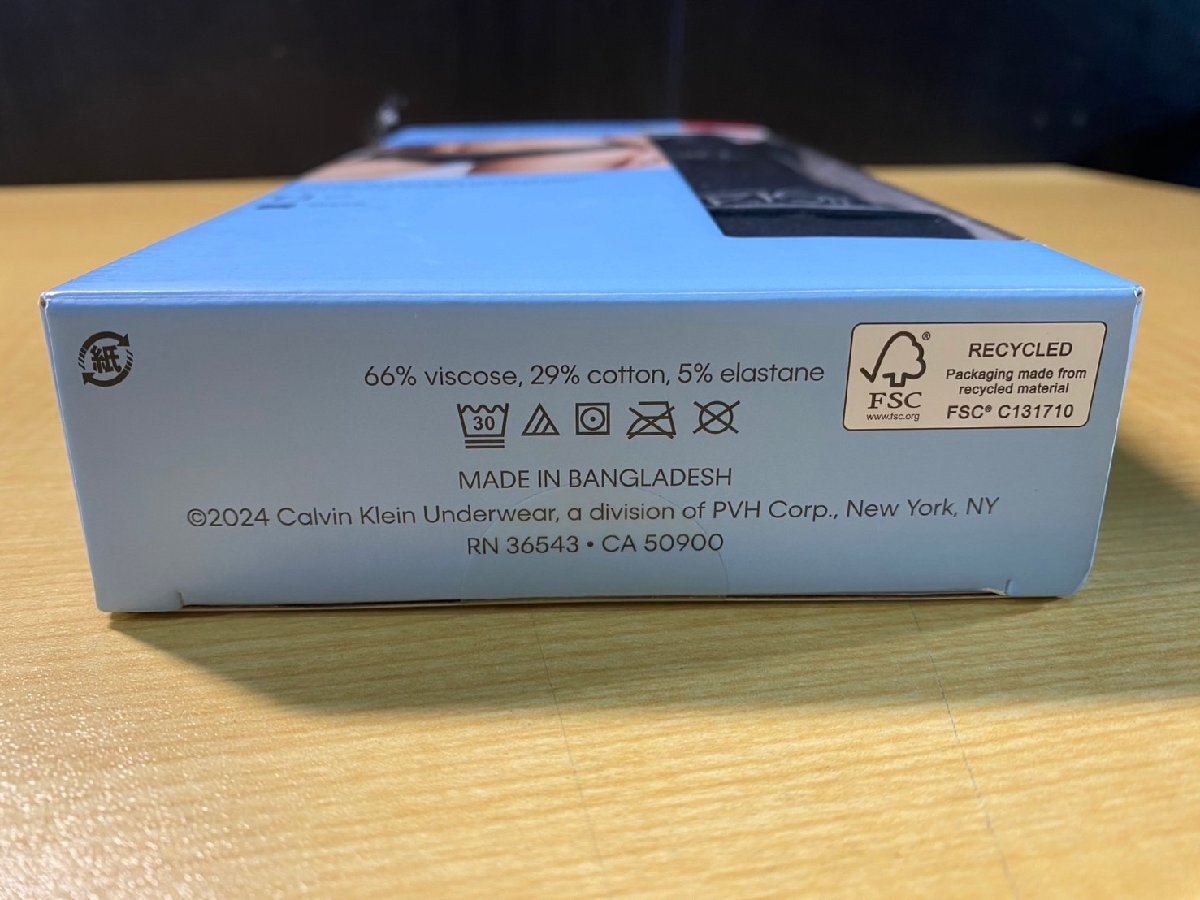 紙
66% viscose, 29% cotton, 5% elastane
30
MADE IN BANGLADESH
©2024 Calvin Klein Underwear, a division of PVH Corp., New York, NY
RN 36543 • CA 50900
FSC
®
www.fsc.org
RECYCLED
Packaging made from
recycled material
FSC® C131710